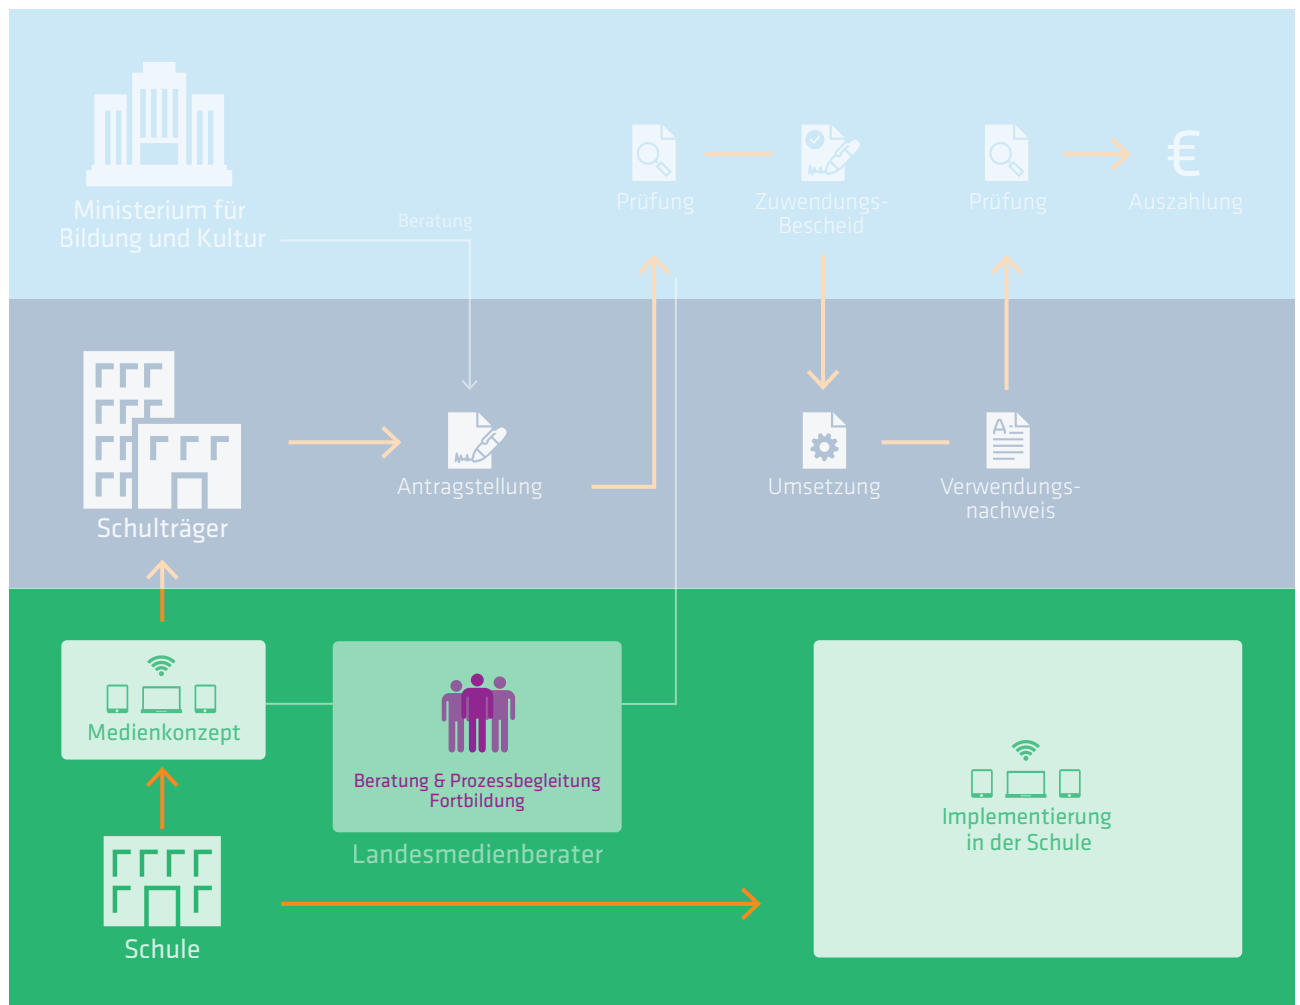 Ministerium für
Bildung und Kultur
Beratung
Prüfung
Zuwendungs-
Bescheid
Prüfung
€
Auszahlung
Schulträger
Antragstellung
Umsetzung
A.
Verwendungs-
nachweis
Medienkonzept
Beratung & Prozessbegleitung
Fortbildung
Landesmedienberater
Implementierung
in der Schule
Schule